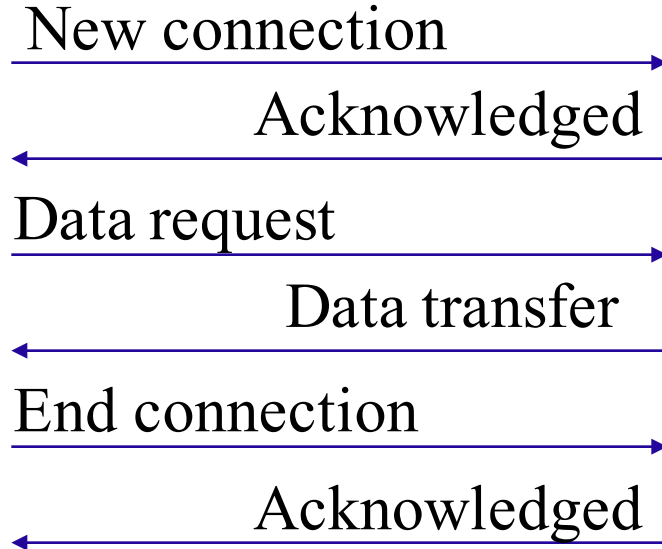 New connection
Acknowledged
Data request
Data transfer
End connection
Acknowledged